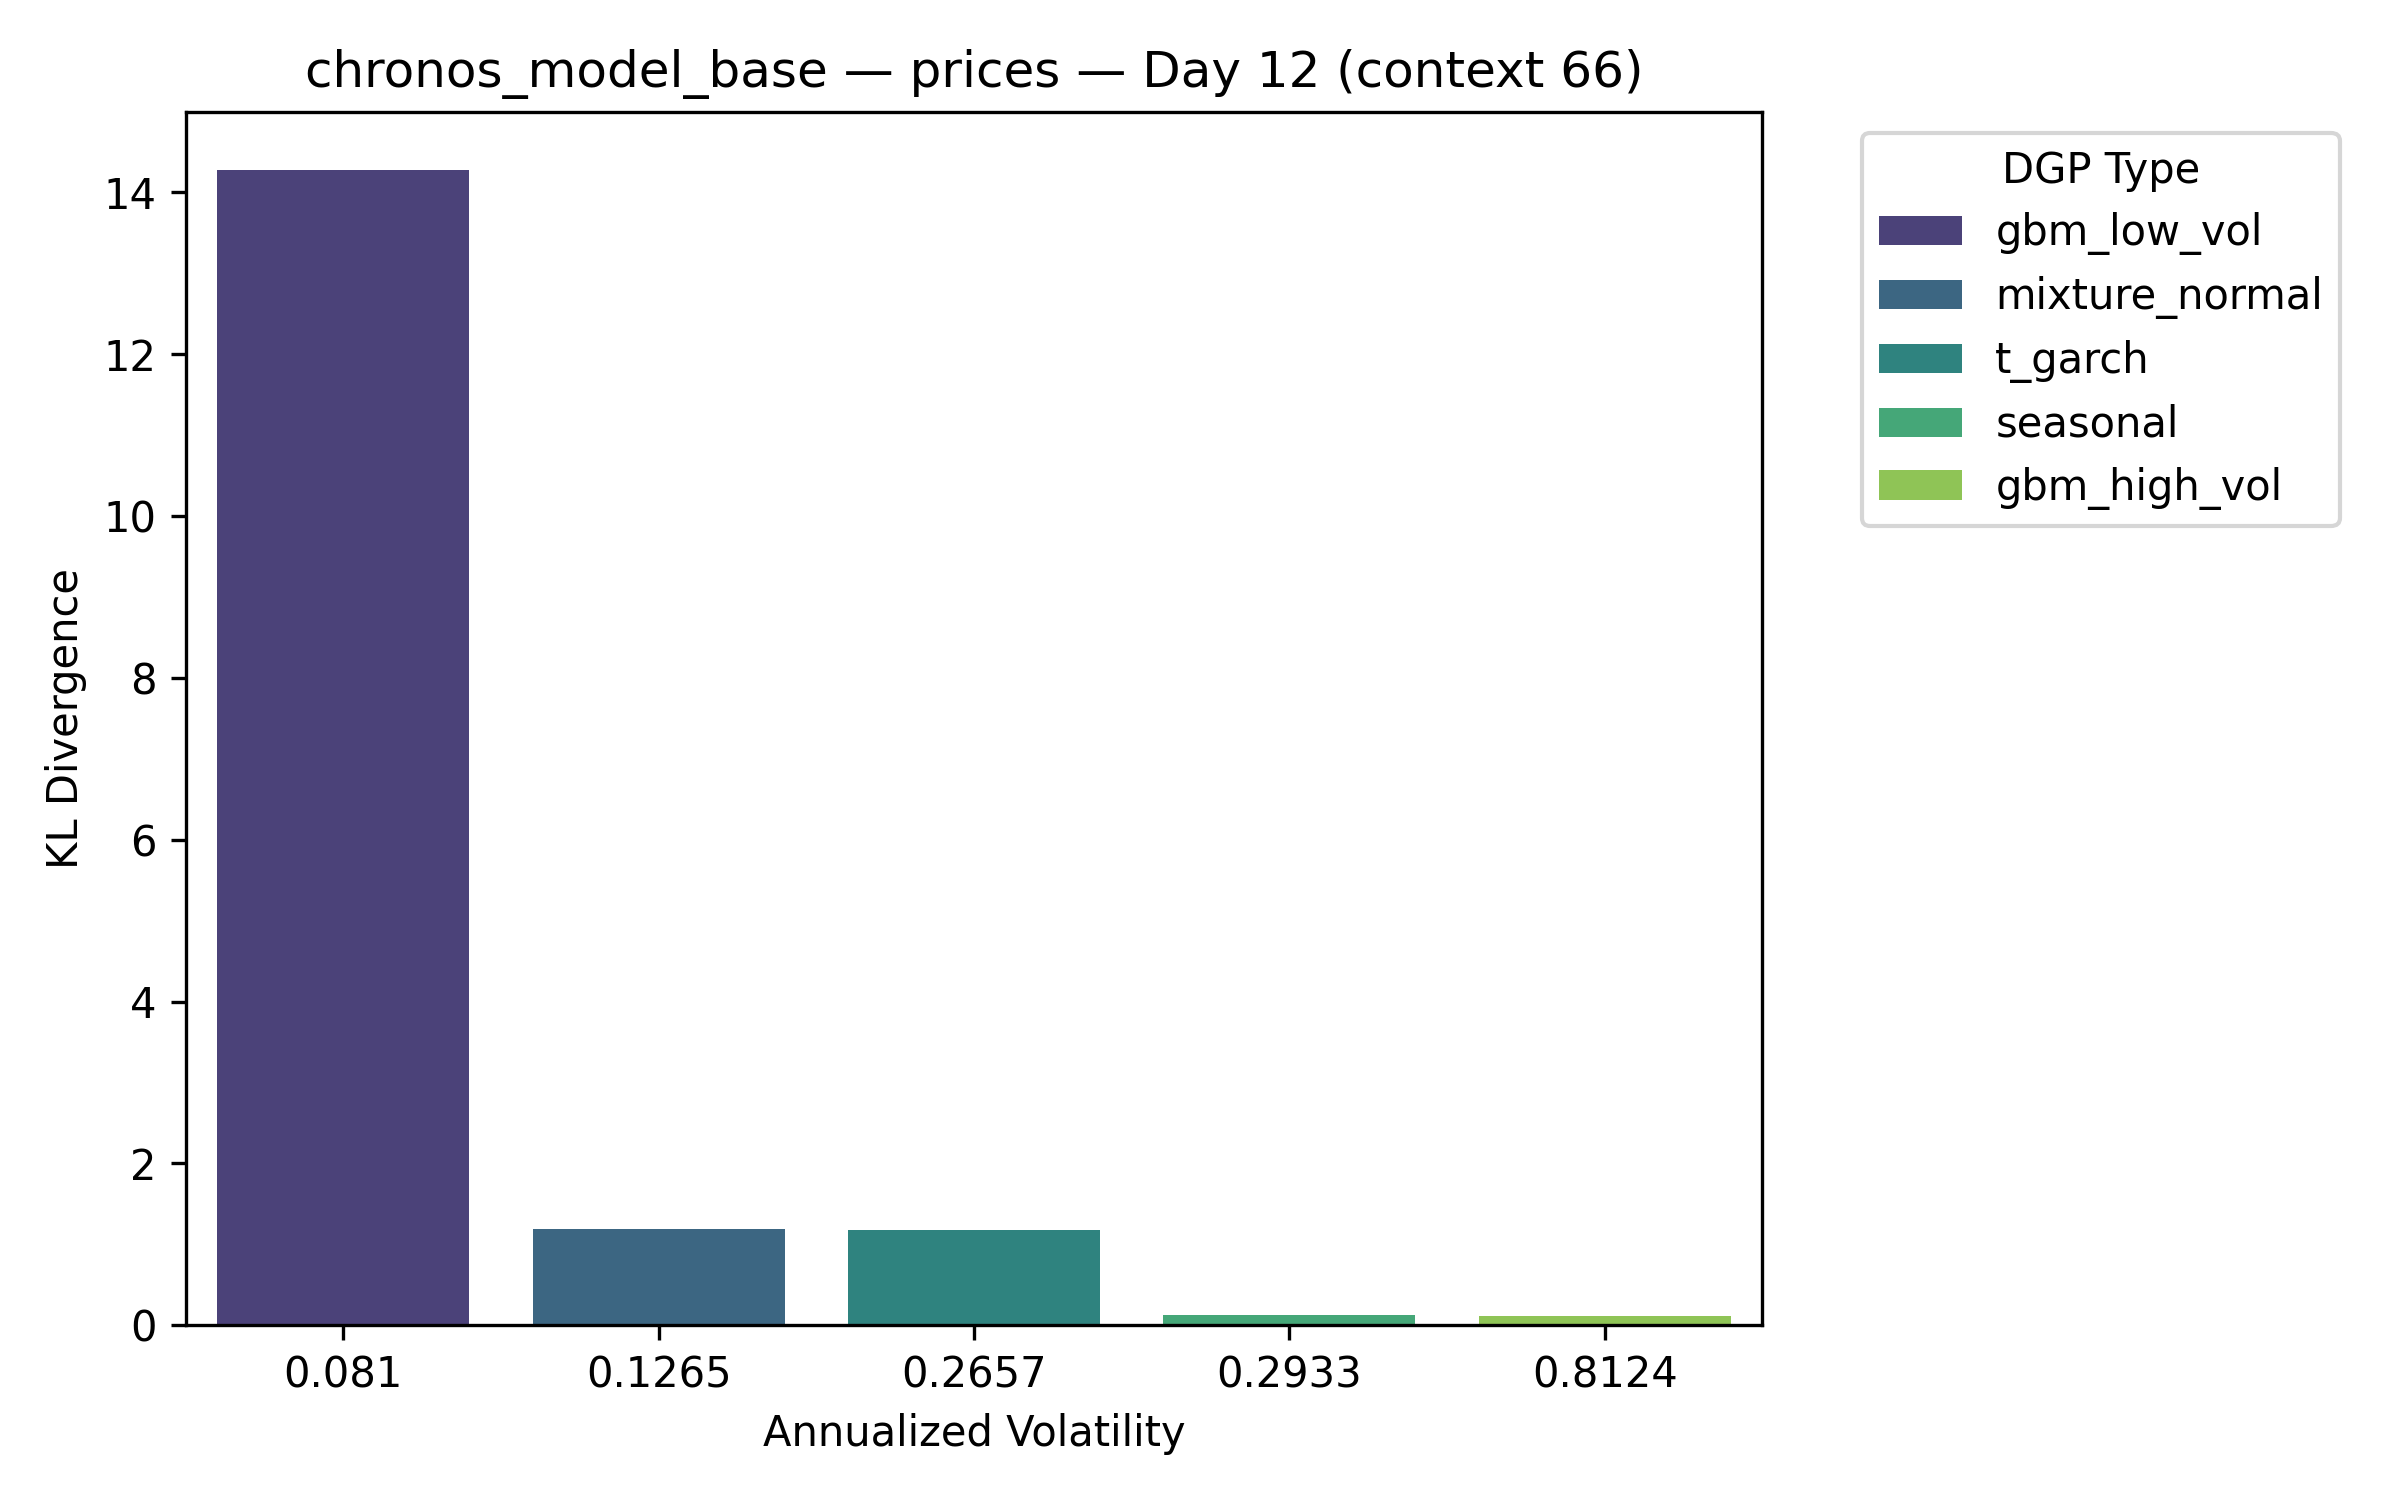 chronos_model_base — prices — Day 12 (context 66)
KL Divergence
14
12
10
8
6
4
2
0
0.081 0.1265 0.2657 0.2933 0.8124
Annualized Volatility
DGP Type
gbm_low_vol
mixture_normal
t_garch
seasonal
gbm_high_vol